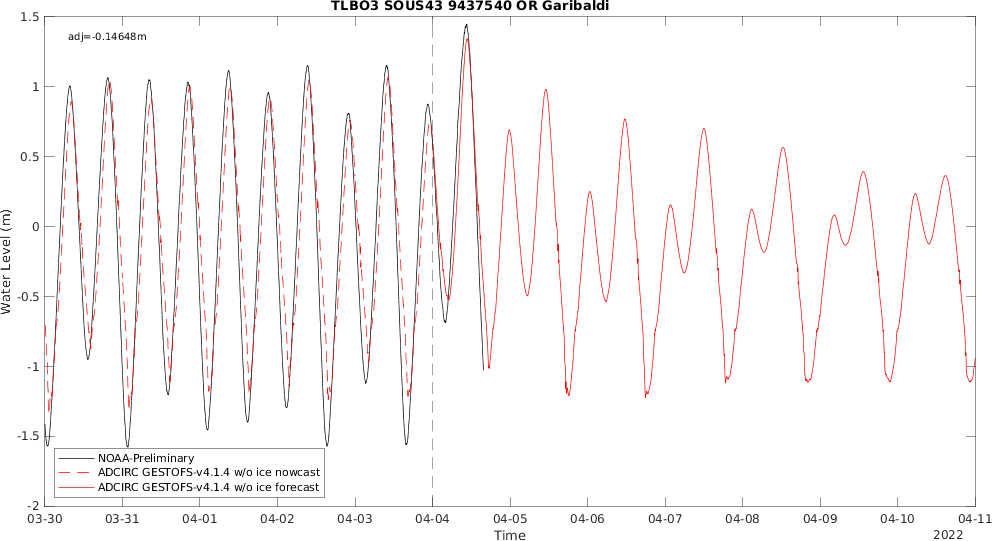 TLBO3 SOUS43 9437540 OR Garibaldi
adj=-0.14648m
1.5
1
0.5
0
-0.5
-1
-1.5
-2
Water Level (m)
NOAA-Preliminary
ADCIRC GESTOFS-v4.1.4 w/o ice nowcast
ADCIRC GESTOFS-v4.1.4 w/o ice forecast
03-30 03-31 04-01 04-02 04-03 04-04 04-05 04-06 04-07 04-08 04-09 04-10 04-11
Time
2022